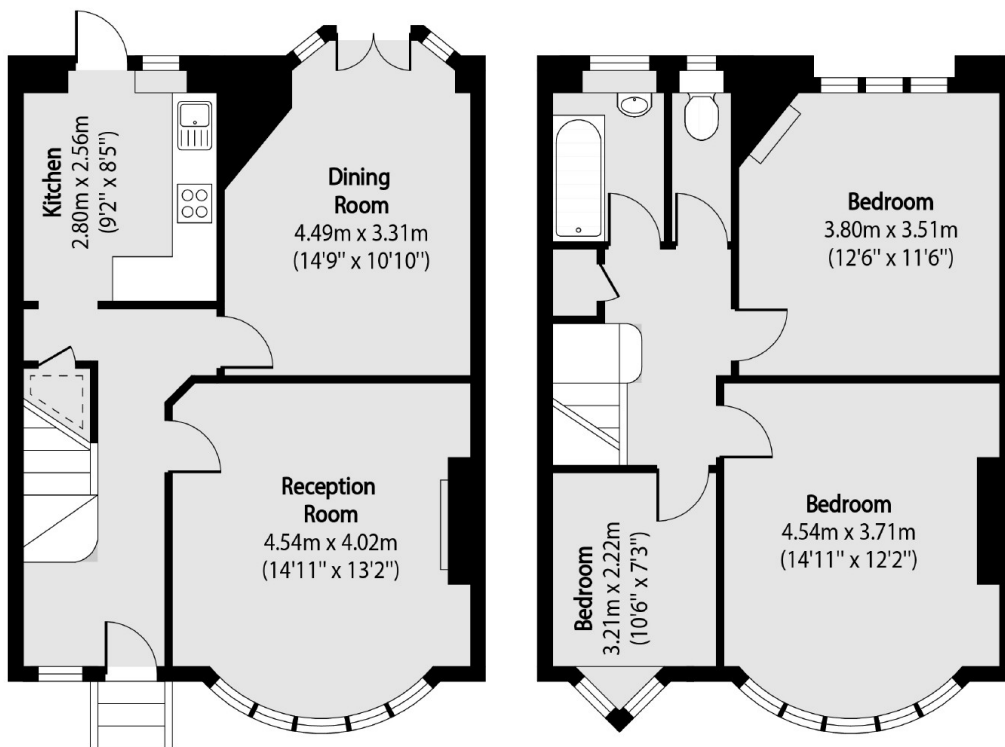 Kitchen
2.80m x 2.56m
(9'2" x 8'5")
Dining
Room
4.49m x 3.31m
(14'9" x 10'10")
Reception
Room
4.54m x 4.02m
(14'11" x 13'2")
Bedroom
3.80m x 3.51m
(12'6" x 11'6")
Bedroom
4.54m x 3.71m
(14'11" x 12'2")
Bedroom
3.21m x 2.22m
(10'6" x 7'3")